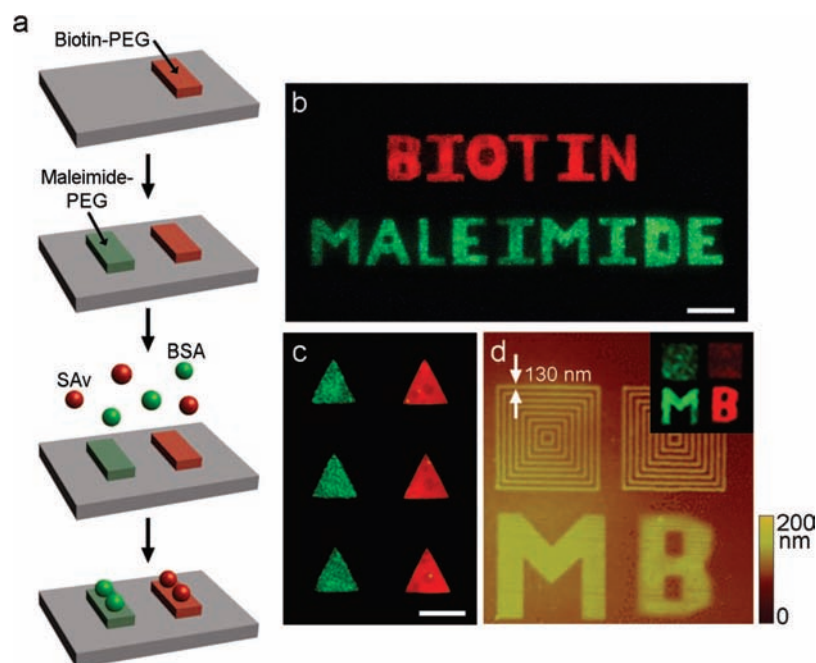 a
Biotin-PEG
Maleimide-
PEG
SAv
BSA
b
BIOTIN
MALEIMIDE
c
d
130 nm
M B
M B
200
nm
0